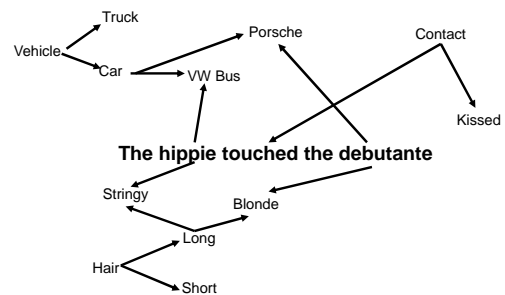 Truck
Porsche
Contact
Vehicle
Car
VW Bus
Kissed
The hippie touched the debutante
Stringy
Blonde
Long
Hair
Short